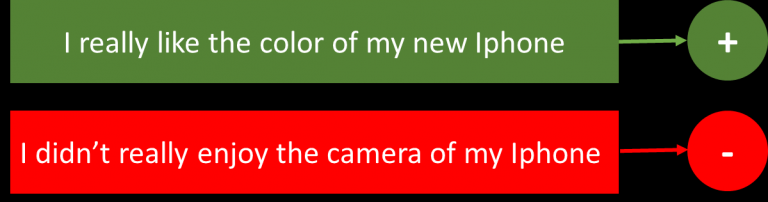 I really like the color of my new Iphone
+
I didn’t really enjoy the camera of my Iphone
-